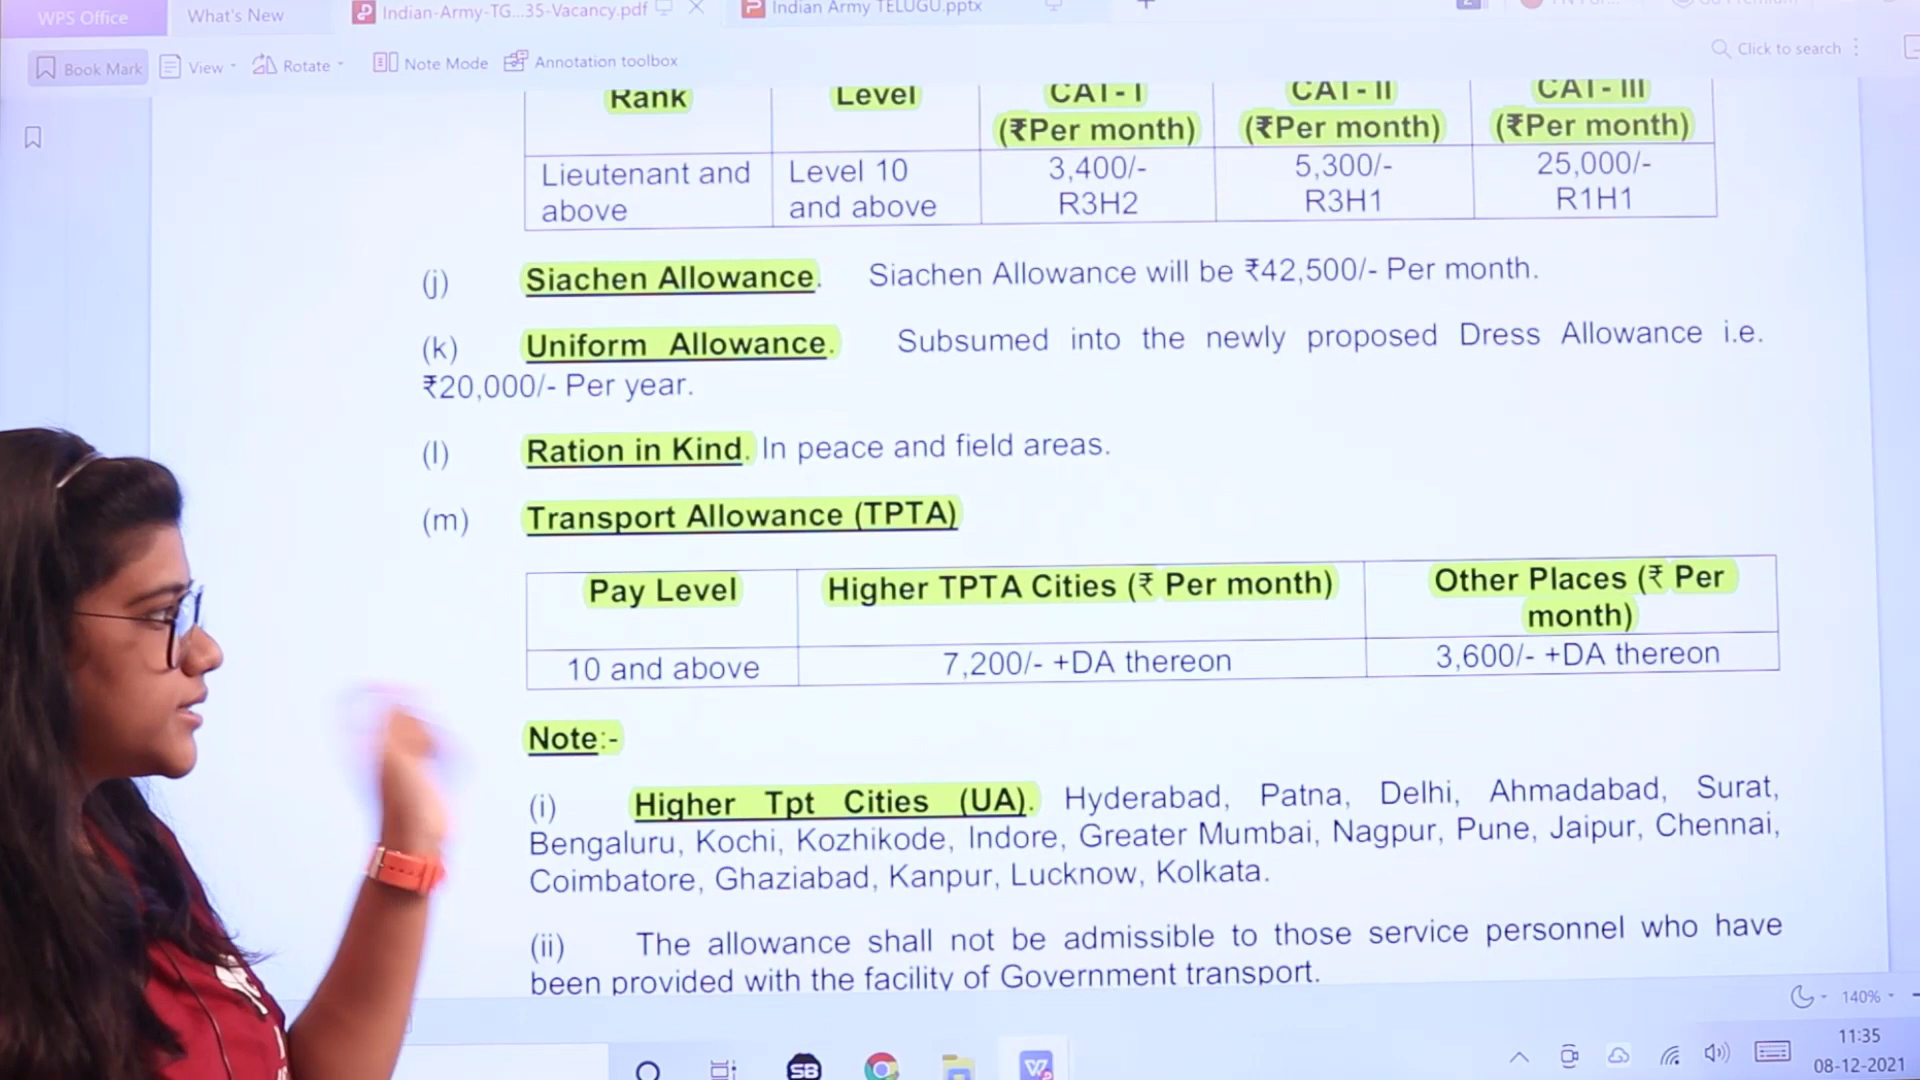 WPS Office
What's New
Indian-Army-TG...35-Vacancy.pdf
Indian Army TELUGU.pptx
Book Mark
View
Rotate
Note Mode
Annotation toolbox
Click to search
Rank
Level
CAT- I
(₹Per month)
CAT- II
(₹Per month)
CAT- III
(₹Per month)
Lieutenant and
above
Level 10
and above
3,400/-
R3H2
5,300/-
R3H1
25,000/-
R1H1
(j) Siachen Allowance. Siachen Allowance will be ₹42,500/- Per month.
(k) Uniform Allowance. Subsumed into the newly proposed Dress Allowance i.e.
₹20,000/- Per year.
(l) Ration in Kind. In peace and field areas.
(m) Transport Allowance (TPTA)
Pay Level
Higher TPTA Cities (₹ Per month)
Other Places (₹ Per
month)
10 and above
7,200/- +DA thereon
3,600/- +DA thereon
Note:-
(i) Higher Tpt Cities (UA). Hyderabad, Patna, Delhi, Ahmadabad, Surat,
Bengaluru, Kochi, Kozhikode, Indore, Greater Mumbai, Nagpur, Pune, Jaipur, Chennai,
Coimbatore, Ghaziabad, Kanpur, Lucknow, Kolkata.
(ii) The allowance shall not be admissible to those service personnel who have
been provided with the facility of Government transport.
140%
SB
11:35
08-12-2021